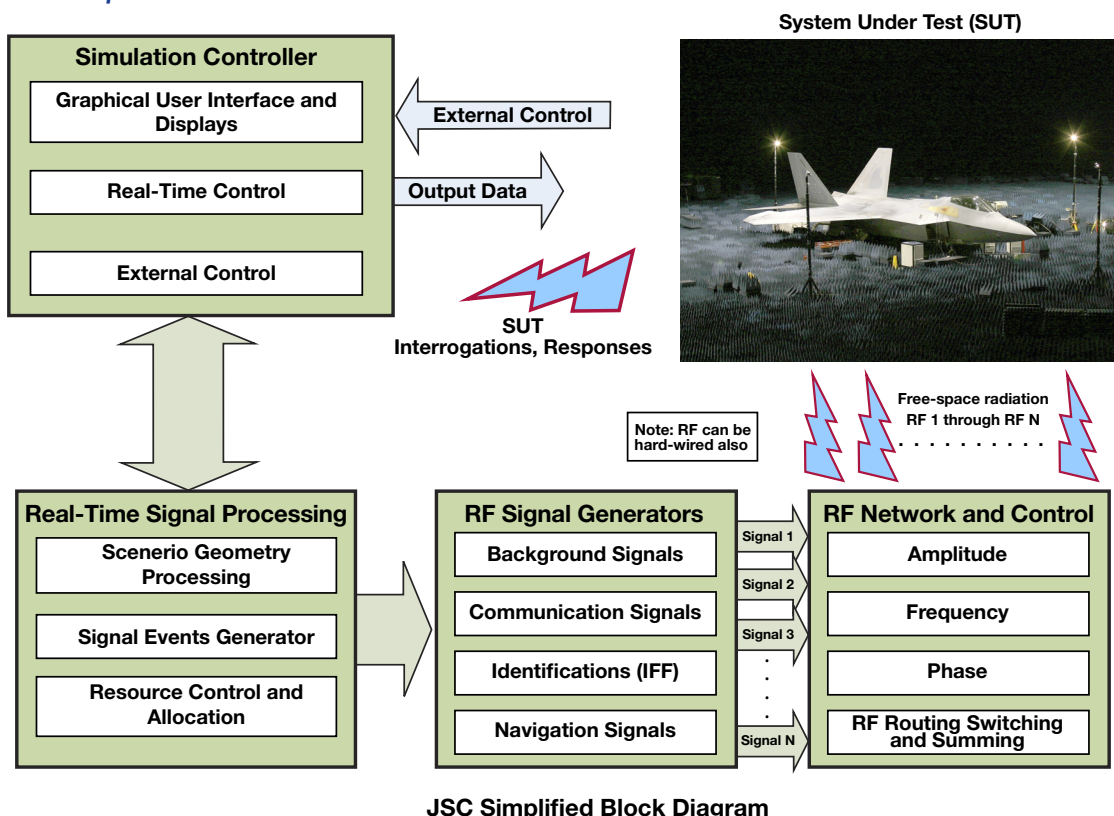 System Under Test (SUT)
Simulation Controller
Graphical User Interface and
Displays
Real-Time Control
External Control
External Control
Output Data
SUT
Interrogations, Responses
Free-space radiation
RF 1 through RF N
. . . . . . . . . .
Note: RF can be
hard-wired also
Real-Time Signal Processing
Scenerio Geometry
Processing
Signal Events Generator
Resource Control and
Allocation
RF Signal Generators
Background Signals
Communication Signals
Identifications (IFF)
Navigation Signals
Signal 1
Signal 2
Signal 3
Signal N
RF Network and Control
Amplitude
Frequency
Phase
RF Routing Switching
and Summing
JSC Simplified Block Diagram